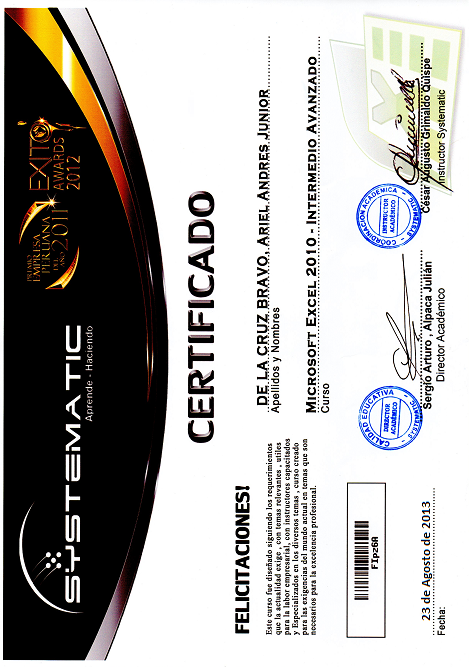 SYSTEMATIC
Aprende - Haciendo
PREMIO
EMPRESA
PERUANA
DEL
AÑO 2011
EXITO
AWARDS
2012
CERTIFICADO
FELICITACIONES!
Este curso fue diseñado siguiendo los requerimientos
que la actualidad exige , con temas relevantes , utiles
para la labor empresarial, con instructores capacitados
y Especializados en los diversos temas , curso creado
para las exigencias del mundo actual en temas que son
necesarios para la excelencia profesional.
DE LA CRUZ BRAVO, ARIEL ANDRES JUNIOR
Apellidos y Nombres
MICROSOFT EXCEL 2010 - INTERMEDIO AVANZADO
Curso
FIpz6A
23 de Agosto de 2013
Fecha:
CALIDAD EDUCATIVA
DIRECTOR
ACADÉMICO
SYSTEMATIC
Sergio Arturo , Alpaca Julián
Director Académico
COORDINACION ACADÉMICA
INSTRUCTOR
ACADÉMICO
SYSTEMATIC
César Augusto Grimaldo Quispe
Instructor Systematic